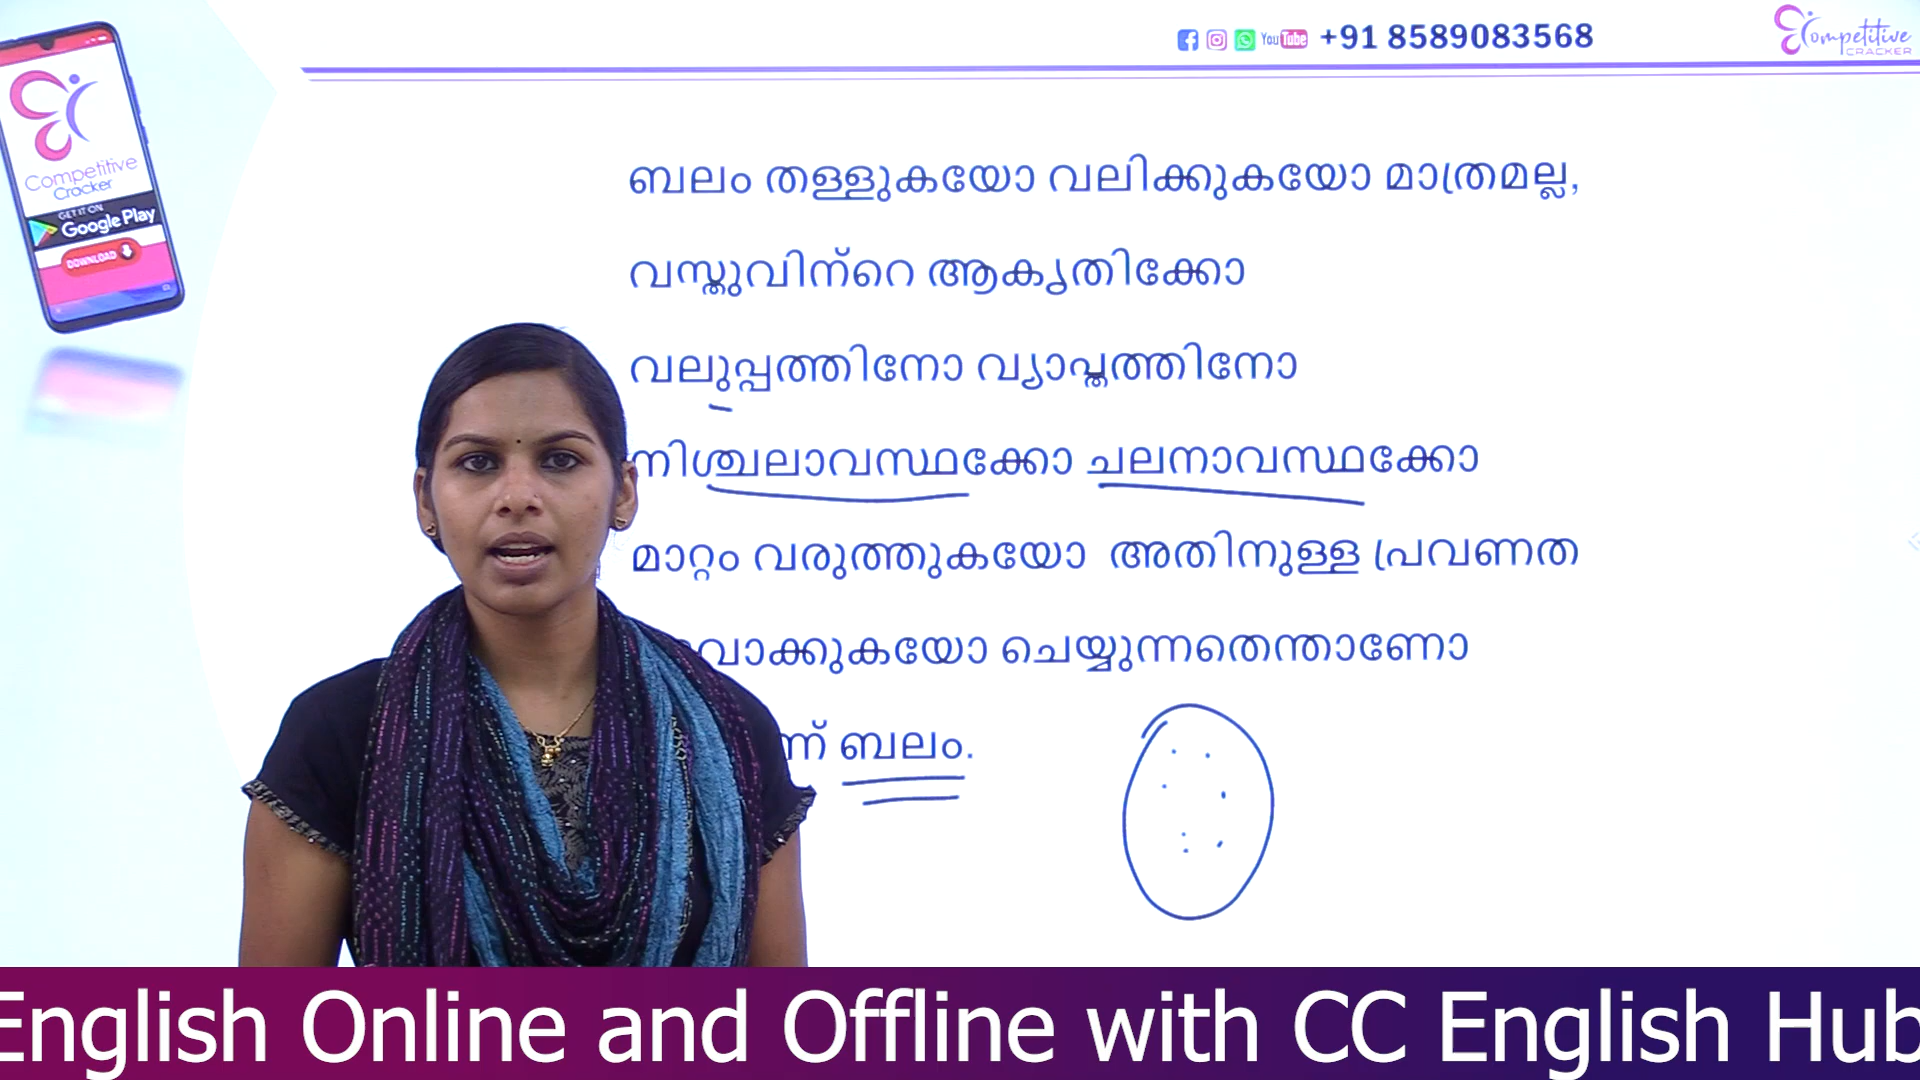 +91 8589083568
YouTube
Competitive
CRACKER
Competitive
Cracker
GET IT ON
Google Play
DOWNLOAD
ബലം തള്ളുകയോ വലിക്കുകയോ മാത്രമല്ല,
വസ്തുവിന്റെ ആകൃതിക്കോ
വലുപ്പത്തിനോ വ്യാപ്തത്തിനോ
നിശ്ചലാവസ്ഥക്കോ ചലനാവസ്ഥക്കോ
മാറ്റം വരുത്തുകയോ അതിനുള്ള പ്രവണത
ചെയ്യുന്നതെന്താണോ
ബലം.
English Online and Offline with CC English Hub